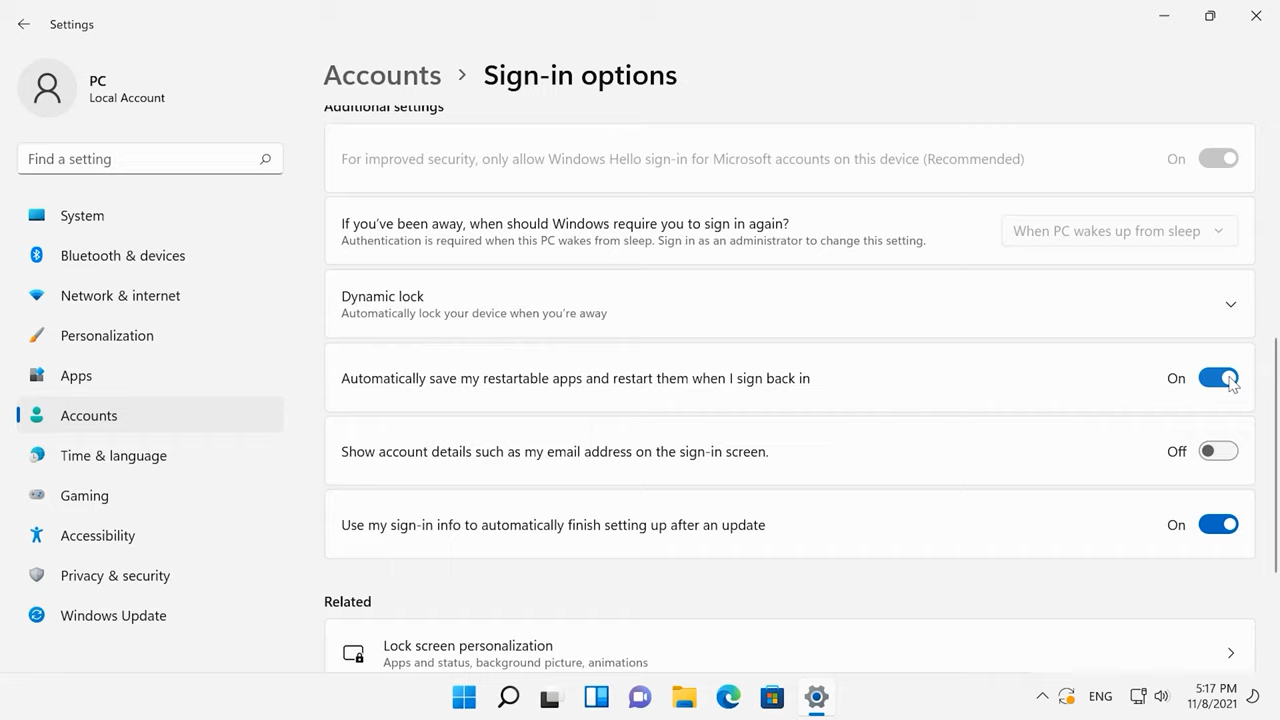 Settings
PC
Local Account
Find a setting
System
Bluetooth & devices
Network & internet
Personalization
Apps
Accounts
Time & language
Gaming
Accessibility
Privacy & security
Windows Update
Accounts > Sign-in options
Additional settings
For improved security, only allow Windows Hello sign-in for Microsoft accounts on this device (Recommended) On
If you've been away, when should Windows require you to sign in again?
Authentication is required when this PC wakes from sleep. Sign in as an administrator to change this setting.
When PC wakes up from sleep
Dynamic lock
Automatically lock your device when you're away
Automatically save my restartable apps and restart them when I sign back in On
Show account details such as my email address on the sign-in screen. Off
Use my sign-in info to automatically finish setting up after an update On
Related
Lock screen personalization
Apps and status, background picture, animations
ENG
5:17 PM
11/8/2021